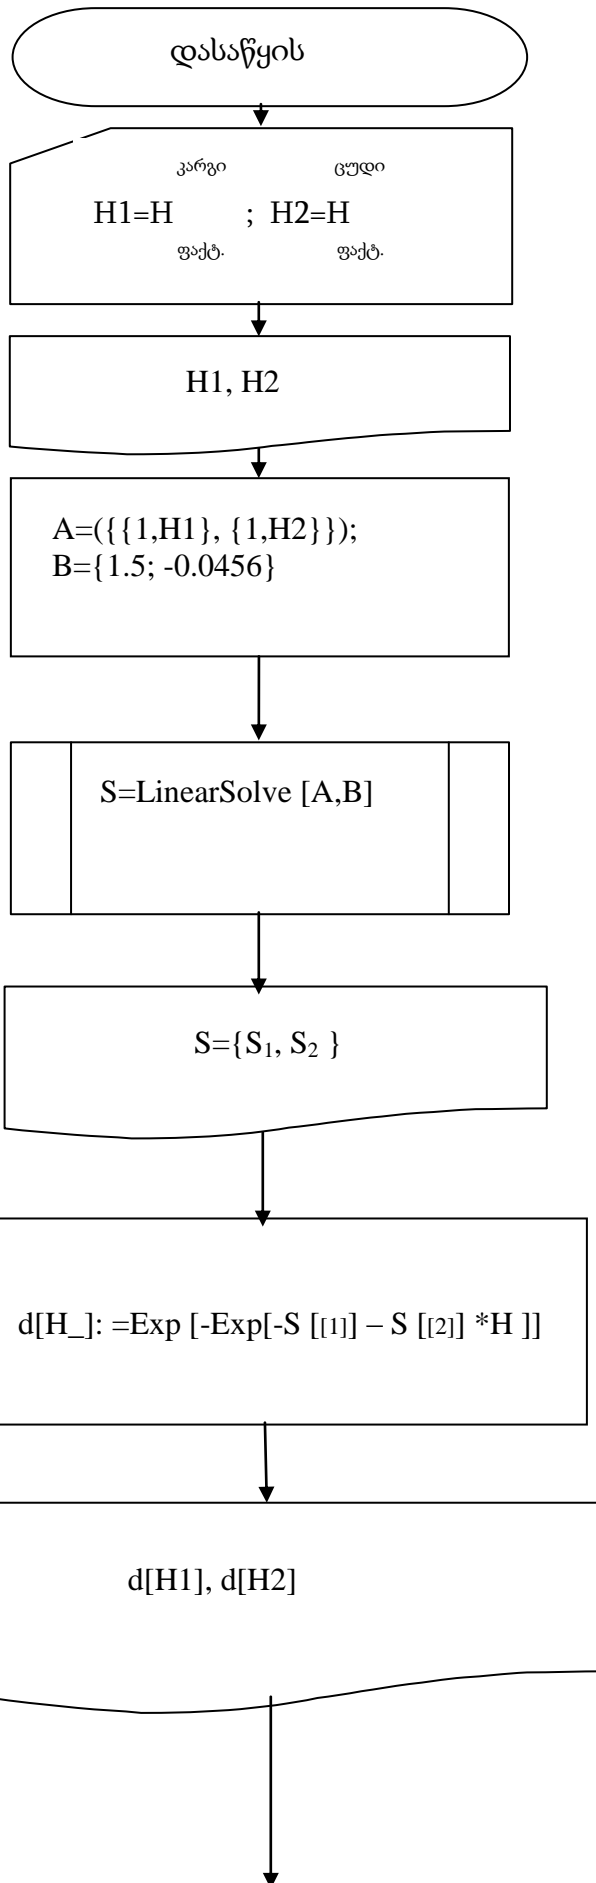 დასაწყის
კარგი ცუდი
H1=H ; H2=H
ფაქტ. ფაქტ.
H1, H2
A=({{1,H1}, {1,H2}});
B={1.5; -0.0456}
S=LinearSolve [A,B]
S={S₁, S₂ }
d[H_]: =Exp [-Exp[-S [[1]] – S [[2]] *H ]]
d[H1], d[H2]